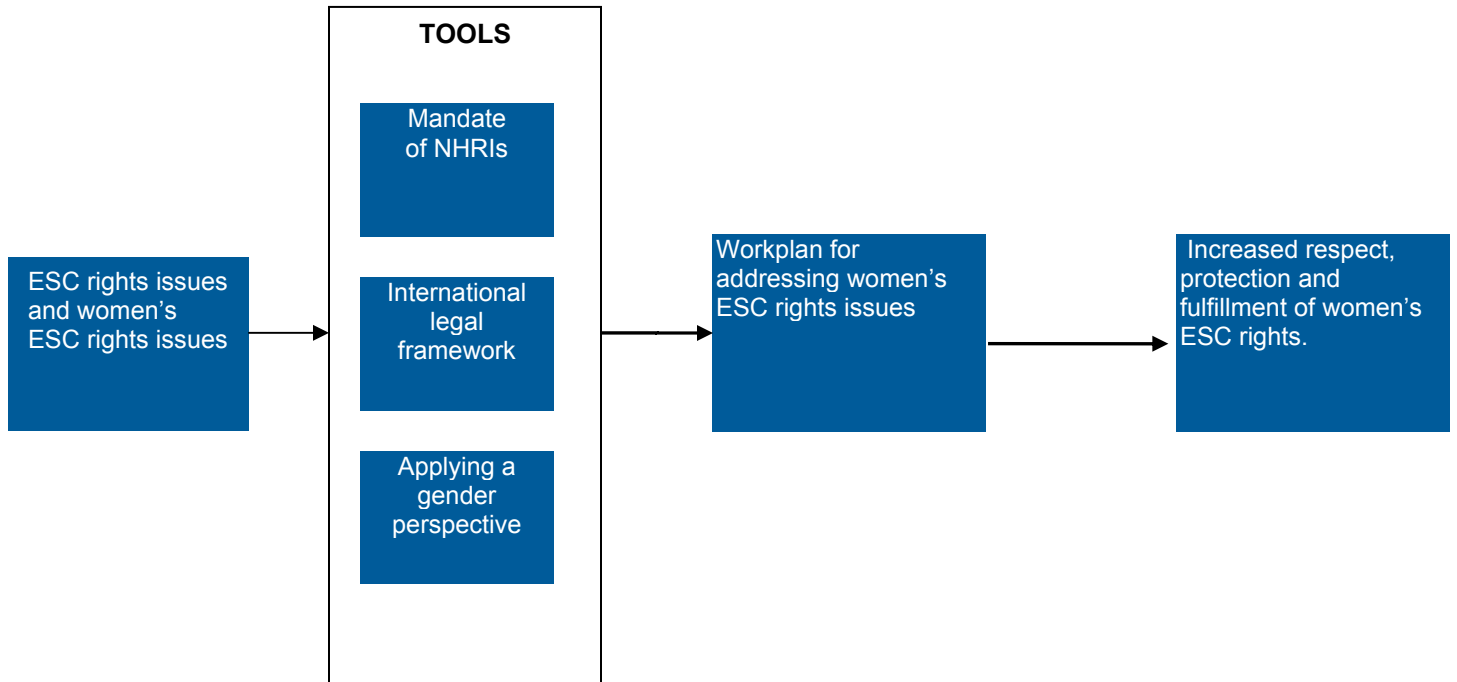 TOOLS
Mandate
of NHRIs
International
legal
framework
Applying a
gender
perspective
ESC rights issues
and women’s
ESC rights issues
Workplan for
addressing women’s
ESC rights issues
Increased respect,
protection and
fulfillment of women’s
ESC rights.